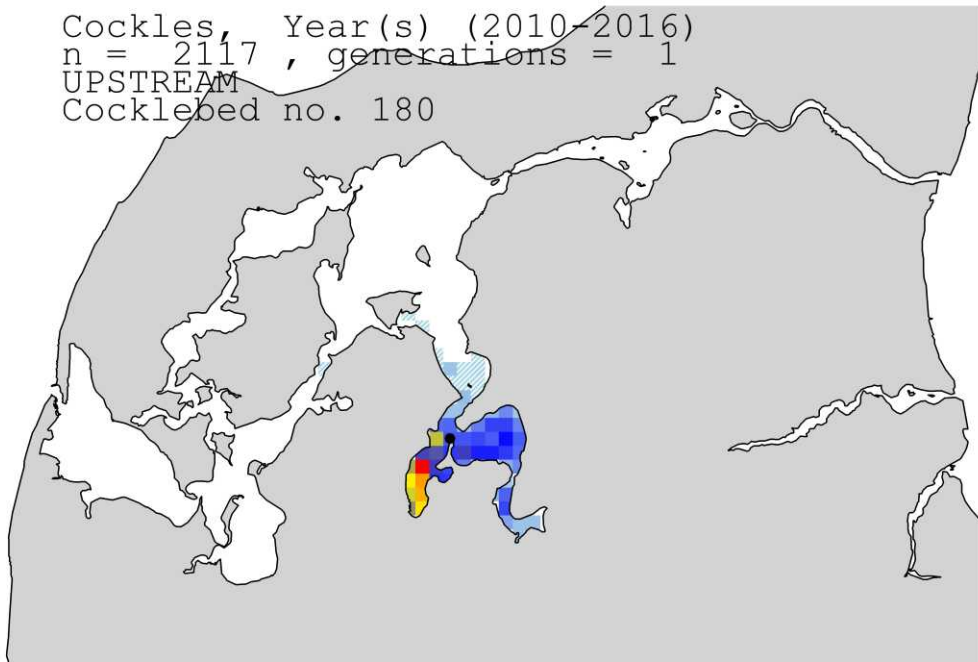 Cockles, Year(s) (2010-2016)
n = 2117 , generations = 1
UPSTREAM
Cocklebed no. 180